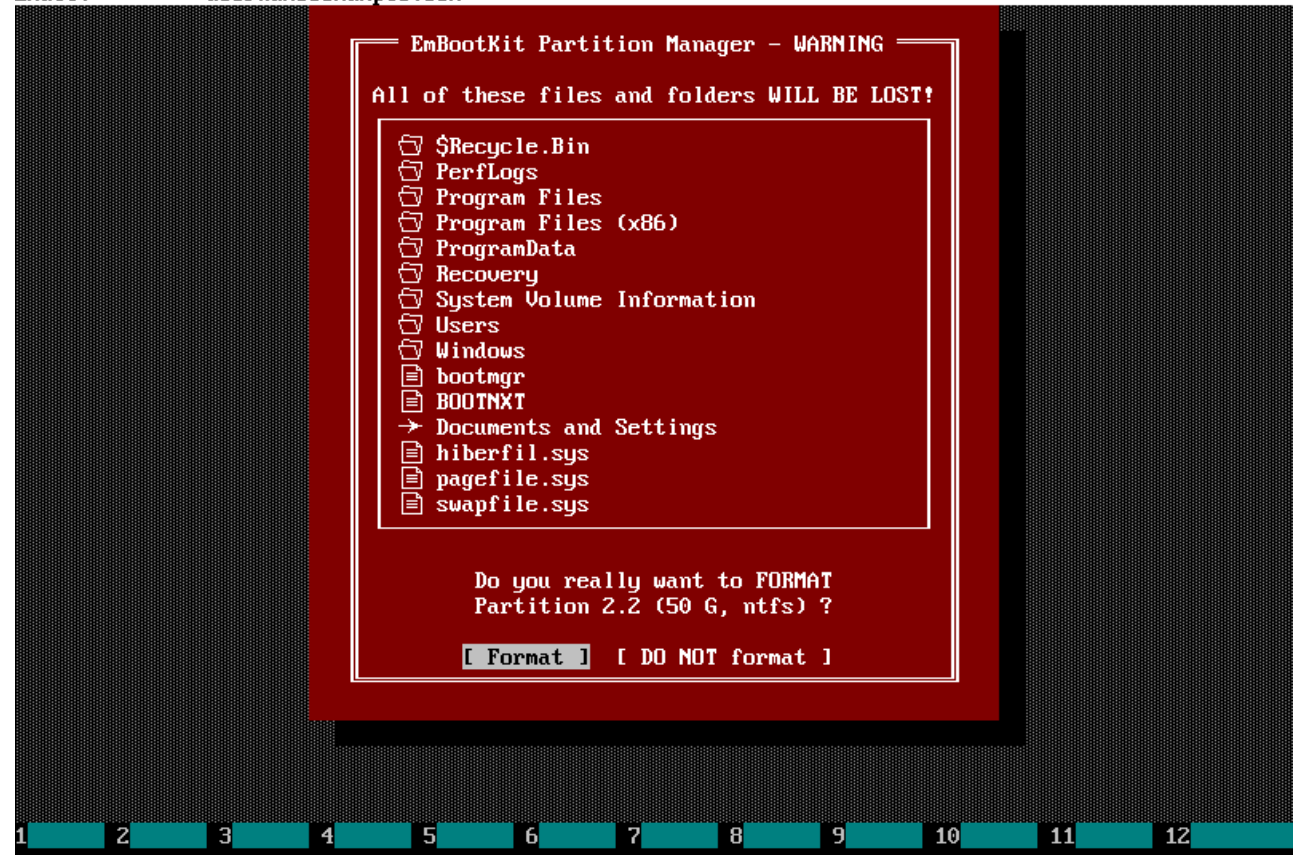 EmBootKit Partition Manager - WARNING
All of these files and folders WILL BE LOST!
$Recycle.Bin
PerfLogs
Program Files
Program Files (x86)
ProgramData
Recovery
System Volume Information
Users
Windows
bootmgr
BOOTNXT
Documents and Settings
hiberfil.sys
pagefile.sys
swapfile.sys
Do you really want to FORMAT
Partition 2.2 (50 G, ntfs) ?
[ Format ] [ DO NOT format ]
1 2 3 4 5 6 7 8 9 10 11 12